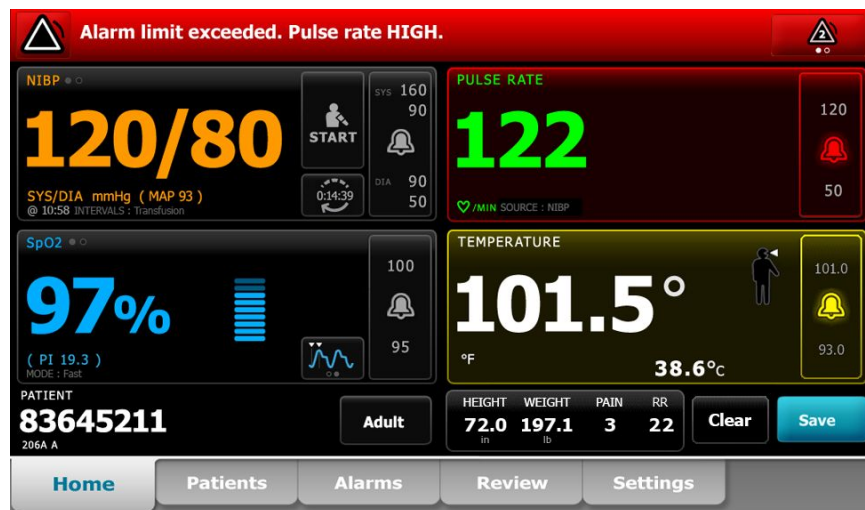 Alarm limit exceeded. Pulse rate HIGH.
2
NIBP
120/80
SYS/DIA mmHg ( MAP 93 )
@ 10:58 INTERVALS : Transfusion
START
0:14:39
SYS 160
90
DIA 90
50
PULSE RATE
122
/MIN SOURCE : NIBP
120
50
SpO2
97%
( PI 19.3 )
MODE : Fast
100
95
TEMPERATURE
101.5°
°F
38.6°C
101.0
93.0
PATIENT
83645211
206A A
Adult
HEIGHT WEIGHT PAIN RR
72.0 197.1 3 22
in lb
Clear
Save
Home Patients Alarms Review Settings